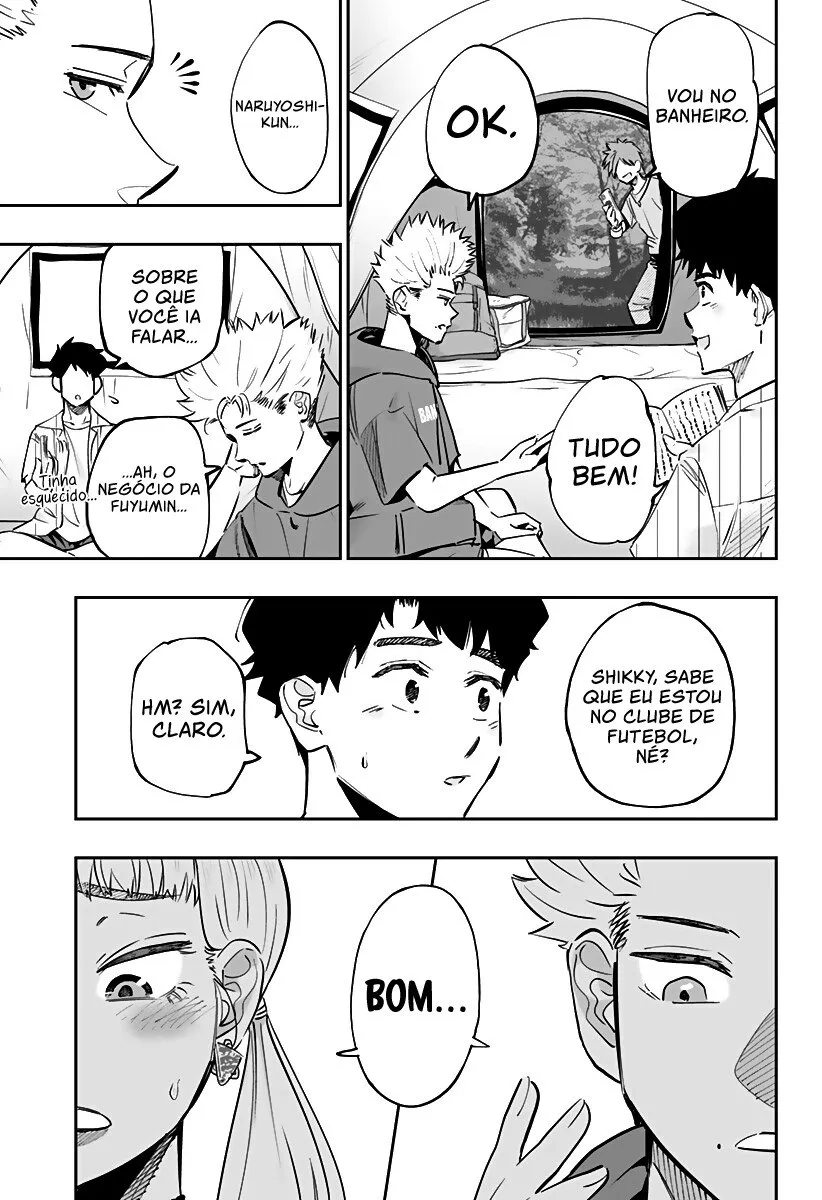 VOU NO
BANHEIRO.
OK.
TUDO
BEM!
NARUYOSHI-
KUN...
SOBRE
O QUE
VOCÊ IA
FALAR...
...AH, O
NEGÓCIO DA
FUYUMIN...
Tinha
esquecido...
SHIKKY, SABE
QUE EU ESTOU
NO CLUBE DE
FUTEBOL,
NÉ?
HM? SIM,
CLARO.
BOM...